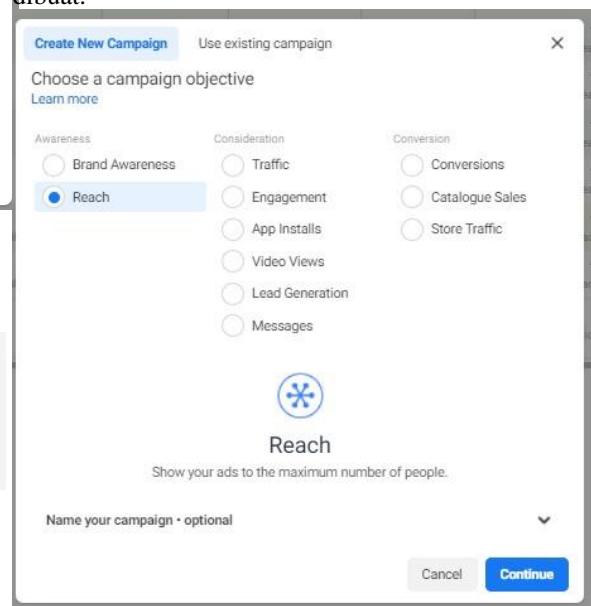 dibuat.
Create New Campaign Use existing campaign
Choose a campaign objective
Learn more
Awareness Consideration Conversion
Brand Awareness Traffic Conversions
Reach Engagement Catalogue Sales
App Installs Store Traffic
Video Views
Lead Generation
Messages
Reach
Show your ads to the maximum number of people.
Name your campaign • optional
Cancel Continue